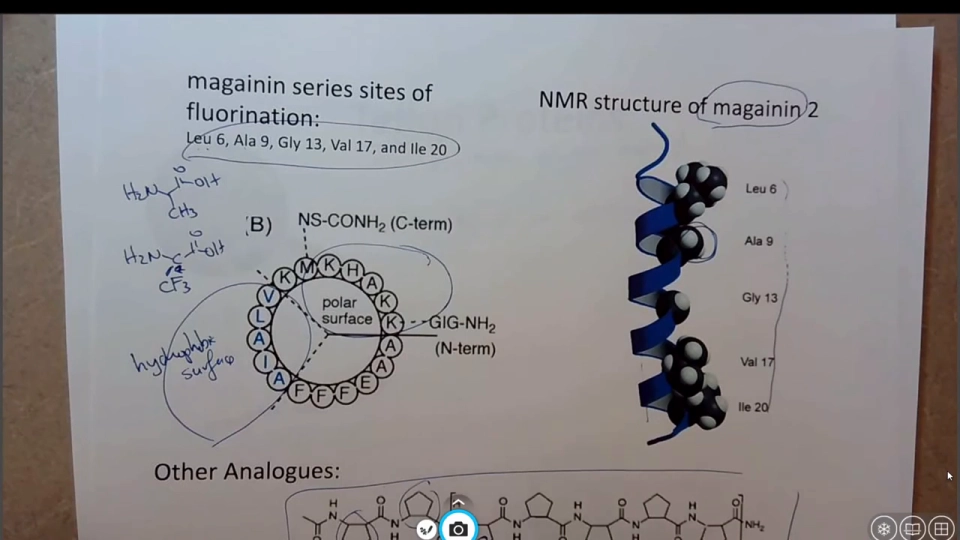 magainin series sites of
fluorination:
Leu 6, Ala 9, Gly 13, Val 17, and Ile 20
H₂N
O
OH
CH₃
H₂N
C
O
OH
CF₃
B)
NS-CONH₂ (C-term)
V K M K H A K K
L
A
I
A F F F E A A
polar
surface
GIG-NH₂
(N-term)
hydrophobic
surface
NMR structure of magainin 2
Leu 6
Ala 9
Gly 13
Val 17
Ile 20
Other Analogues:
H
N
O
N
H
O
N
H
H
N
O
N
H
H
N
O
NH₂